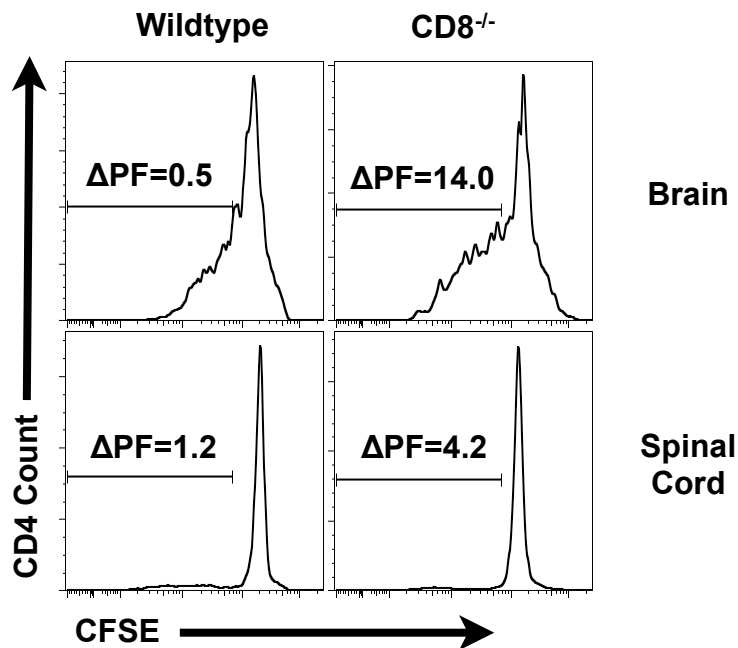 Wildtype
CD8-/-
ΔPF=0.5
ΔPF=14.0
Brain
ΔPF=1.2
ΔPF=4.2
Spinal
Cord
CD4 Count
CFSE